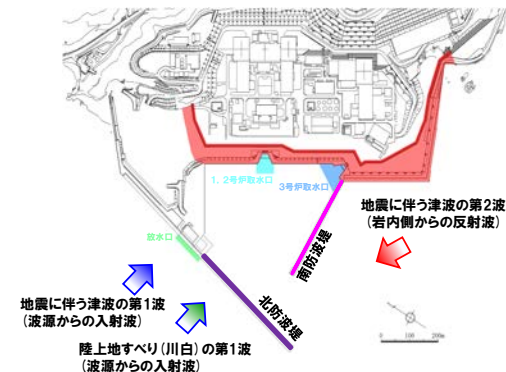 1, 2号炉取水口
3号炉取水口
地震に伴う津波の第2波
(岩内側からの反射波)
放水口
南防波堤
地震に伴う津波の第1波
(波源からの入射波)
北防波堤
陸上地すべり(川白)の第1波
(波源からの入射波)
0 100 200m